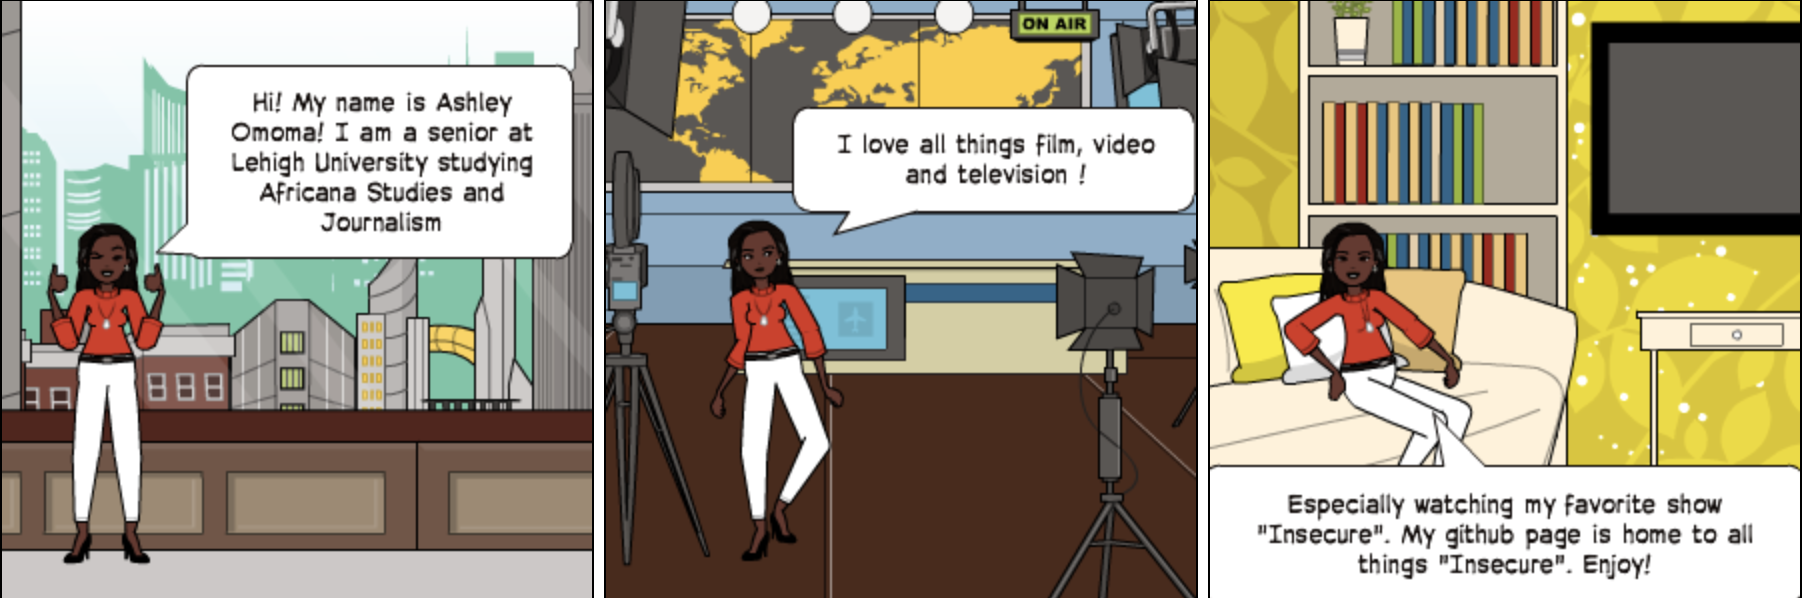 Hi! My name is Ashley
Omoma! I am a senior at
Lehigh University studying
Africana Studies and
Journalism
ON AIR
I love all things film, video
and television !
Especially watching my favorite show
"Insecure". My github page is home to all
things "Insecure". Enjoy!